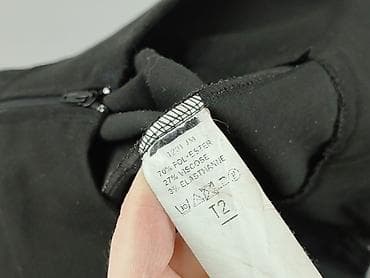 70% POLYESTER
27% VISCOSE
3% ELASTHANNE
T2